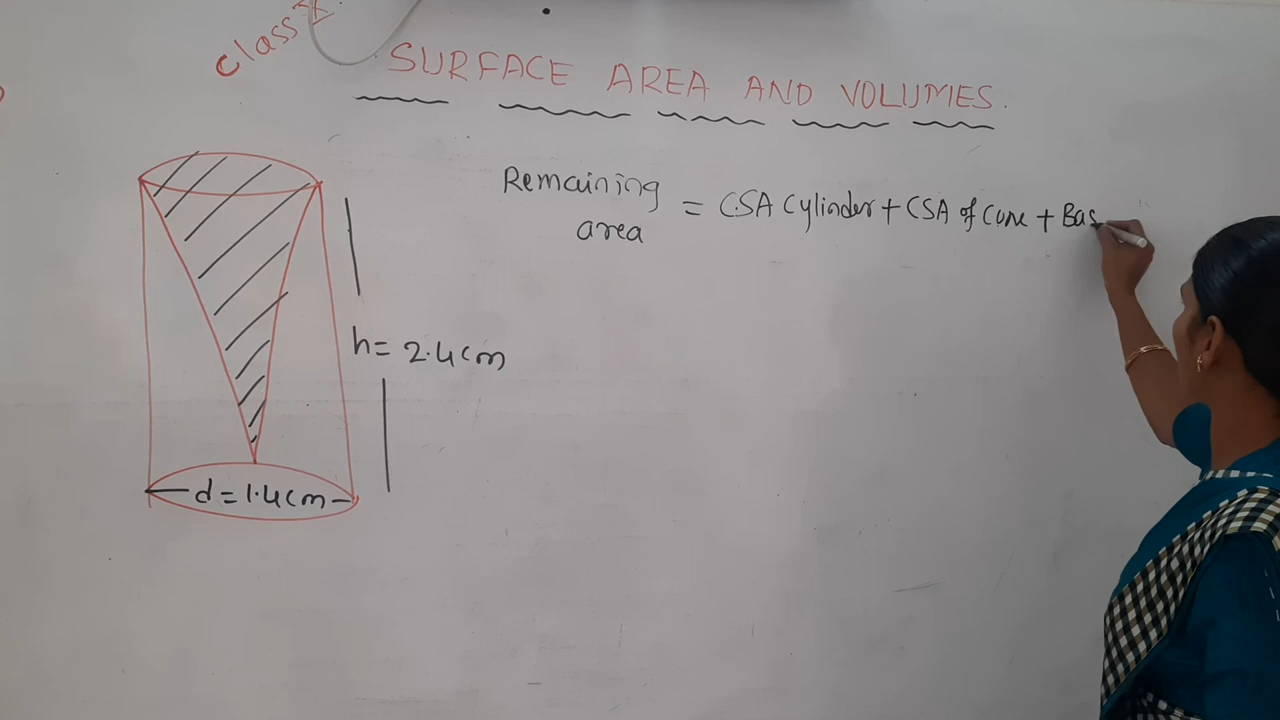 Class X
SURFACE AREA AND VOLUMES.
Remaining area = CSA Cylinder + CSA of Cone + Bas
h = 2.4cm
d = 1.4cm